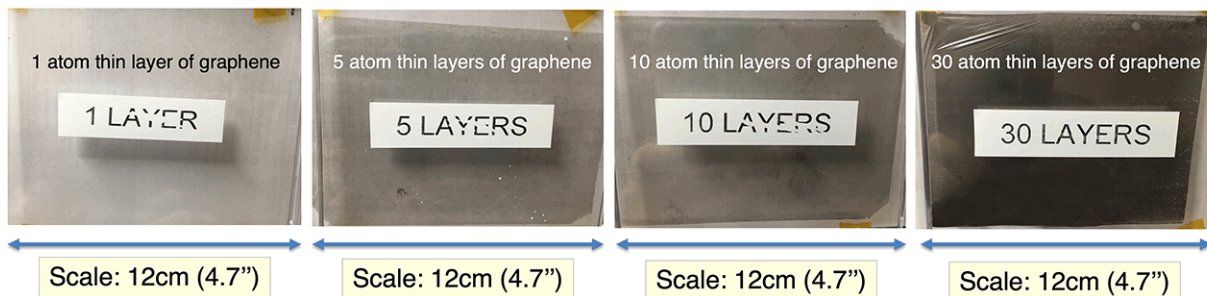 1 atom thin layer of graphene
1 LAYER
Scale: 12cm (4.7”)
5 atom thin layers of graphene
5 LAYERS
Scale: 12cm (4.7”)
10 atom thin layers of graphene
10 LAYERS
Scale: 12cm (4.7”)
30 atom thin layers of graphene
30 LAYERS
Scale: 12cm (4.7”)